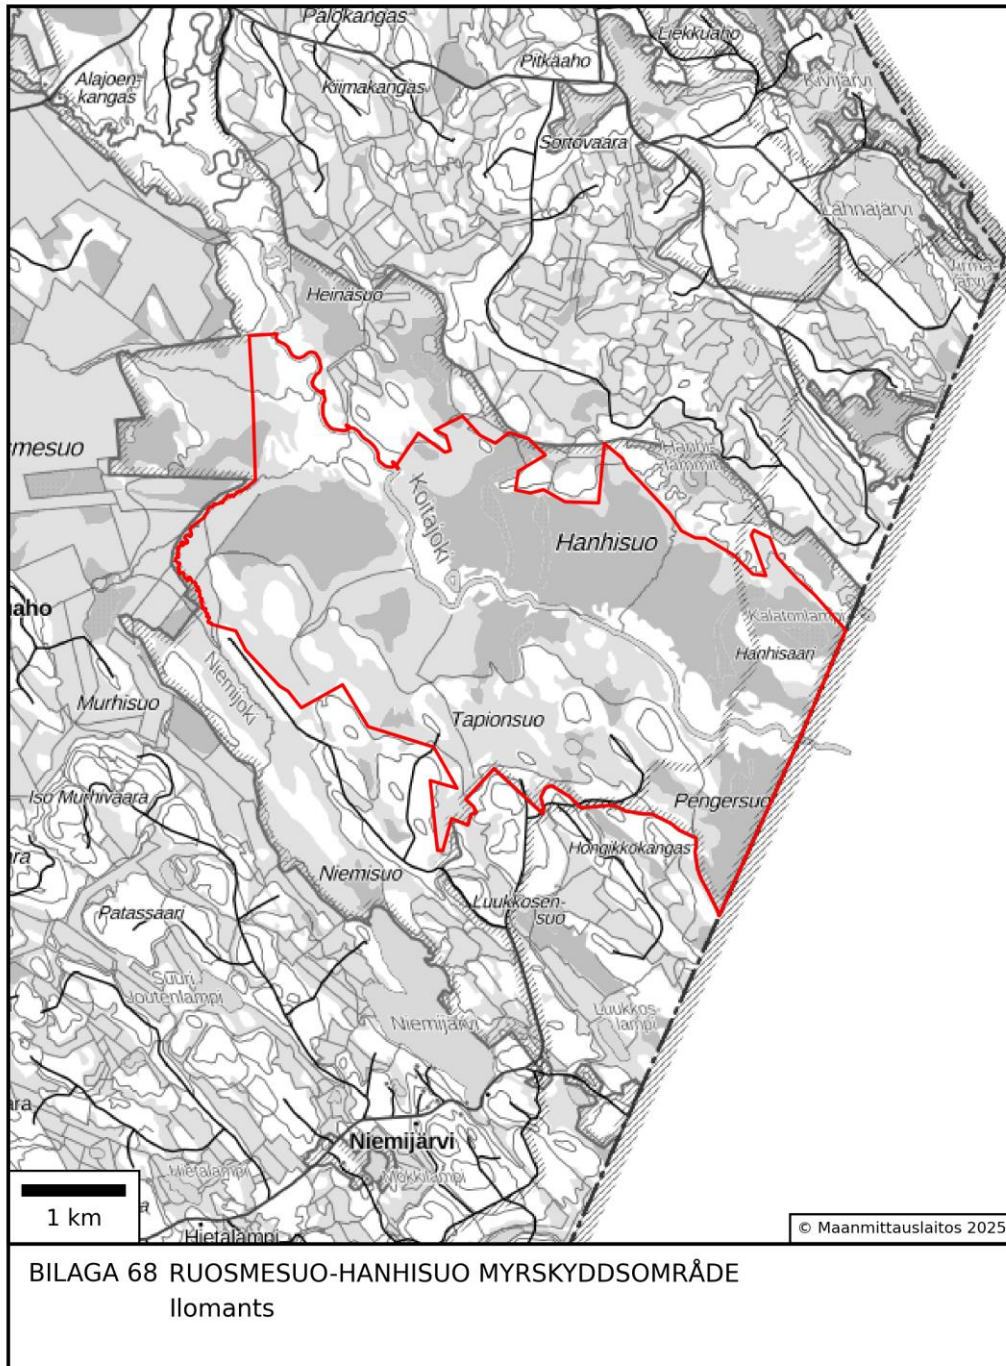 Palokangas
Liekkuaho
Pitkäaho
Alajoen-
kangas
Kiimakangas
Kivijärvi
Sortovaara
Lahnajärvi
Heinäsuo
Hanhisuo
Koitajoki
Kalatonlampi
Hanhisaari
Niemijoki
Murhisuo
Tapionsuo
Iso Murhivaara
Pengersuo
Hongikkokangas
Niemisuo
Luukkosen-
suo
Patassaari
Suuri
Joutenlampi
Niemijärvi
Luukkos-
lampi
Niemijärvi
Hietalampi
Mökkilampi
Hietalampi
1 km
© Maanmittauslaitos 2025
BILAGA 68 RUOSMESUO-HANHISUO MYRSKYDDSOMRÅDE
Ilomants